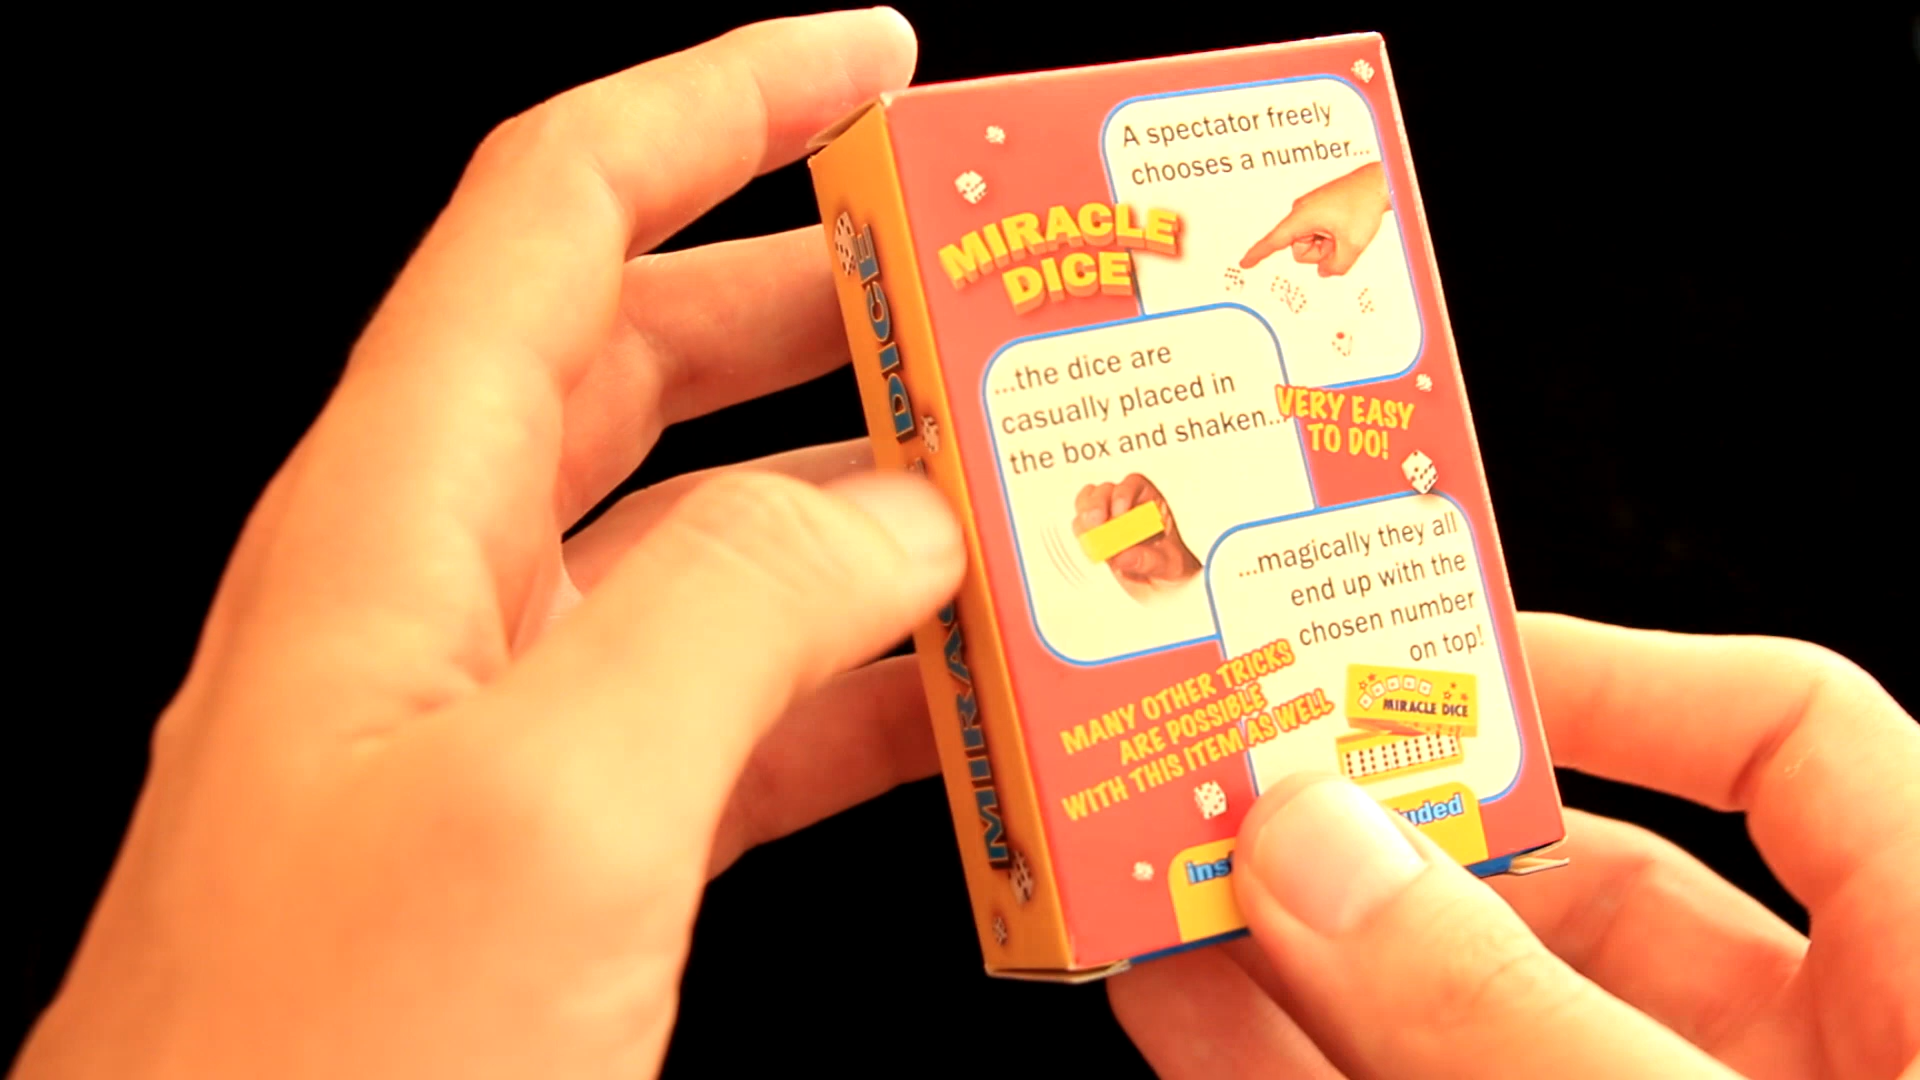 A spectator freely
chooses a number...
MIRACLE
DICE
...the dice are
casually placed in
the box and shaken...
VERY EASY
TO DO!
...magically they all
end up with the
chosen number
on top!
MIRACLE DICE
MANY OTHER TRICKS
ARE POSSIBLE
WITH THIS ITEM AS WELL
DICE